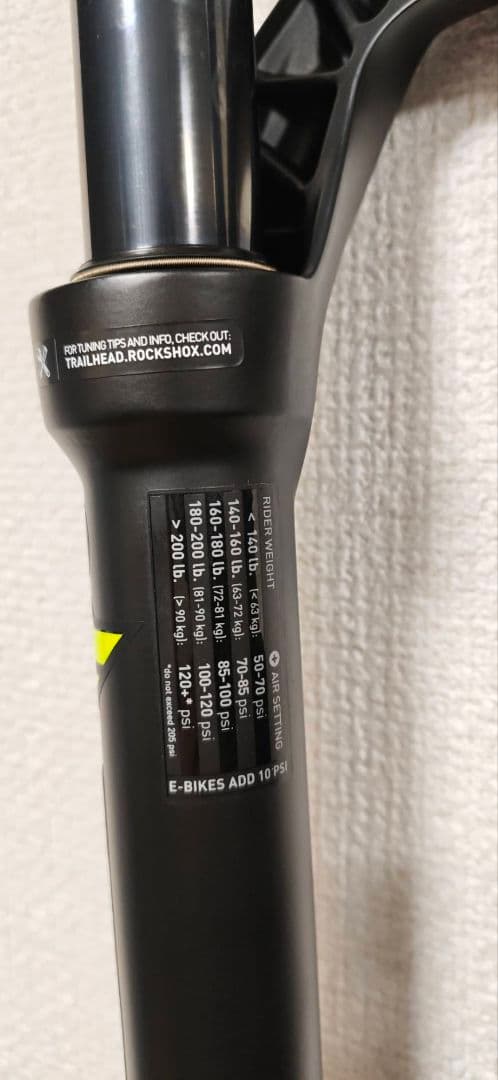 FOR TUNING TIPS AND INFO, CHECK OUT:
TRAILHEAD.ROCKSHOX.COM
RIDER WEIGHT AIR SETTING
< 140 lb. (< 63 kg): 50-70 psi
140-160 lb. (63-72 kg): 70-85 psi
160-180 lb. (72-81 kg): 85-100 psi
180-200 lb. (81-90 kg): 100-120 psi
> 200 lb. (> 90 kg): 120+* psi
*do not exceed 205 psi
E-BIKES ADD 10 PSI